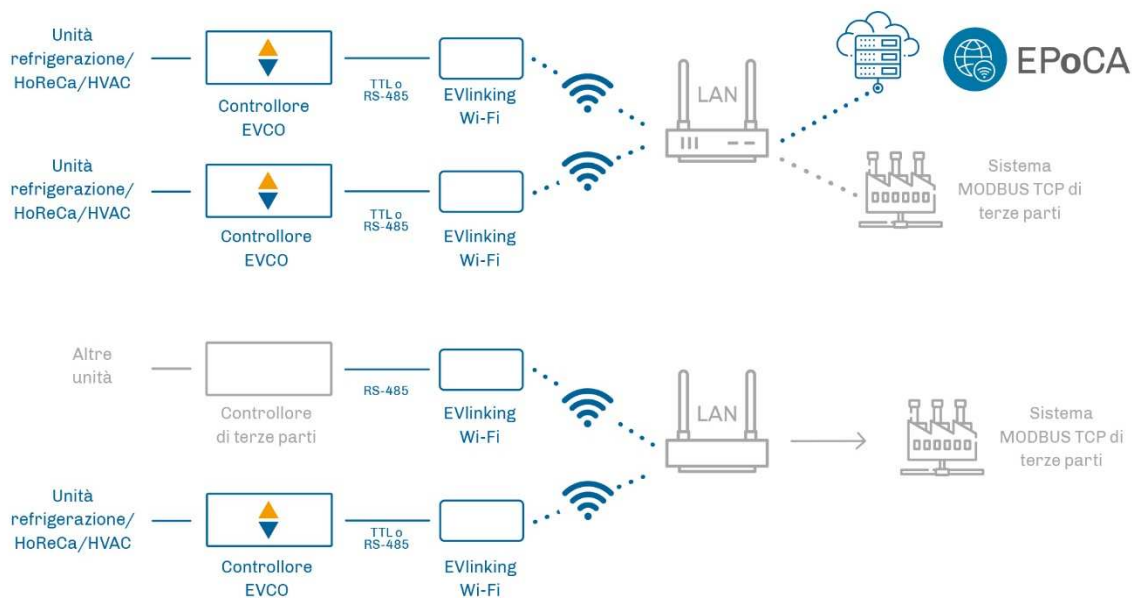 Unità
refrigerazione/
HoReCa/HVAC
Controllore
EVCO
TTL o
RS-485
EVlinking
Wi-Fi
LAN
EPoCA
Unità
refrigerazione/
HoReCa/HVAC
Controllore
EVCO
TTL o
RS-485
EVlinking
Wi-Fi
Sistema
MODBUS TCP di
terze parti
Altre
unità
Controllore
di terze parti
RS-485
EVlinking
Wi-Fi
LAN
Sistema
MODBUS TCP di
terze parti
Unità
refrigerazione/
HoReCa/HVAC
Controllore
EVCO
TTL o
RS-485
EVlinking
Wi-Fi